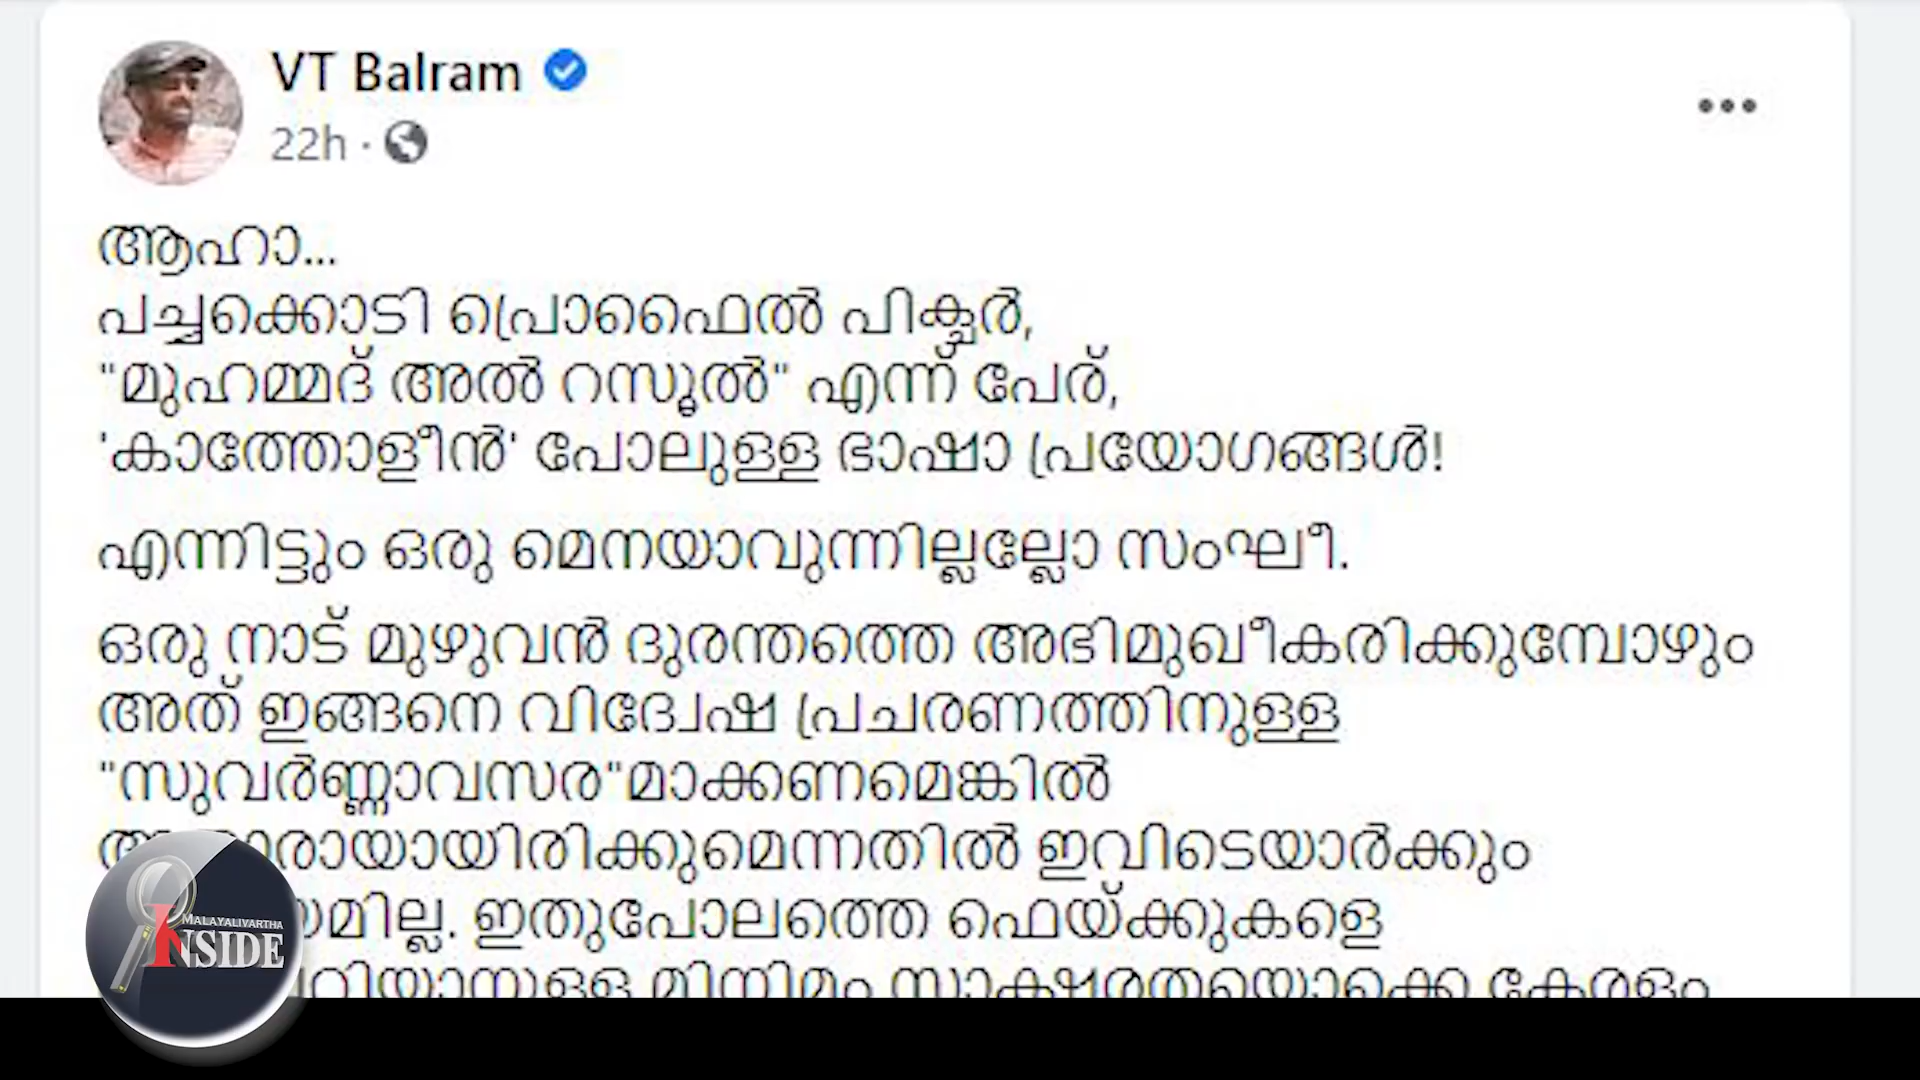 VT Balram
22h ·
ആഹാ...
പച്ചക്കൊടി പ്രൊഫൈൽ പിക്ചർ,
"മുഹമ്മദ് അൽ റസൂൽ" എന്ന് പേര്,
'കാത്തോളീൻ' പോലുള്ള ഭാഷാ പ്രയോഗങ്ങൾ!
എന്നിട്ടും ഒരു മെനയാവുന്നില്ലല്ലോ സംഘീ.
ഒരു നാട് മുഴുവൻ ദുരന്തത്തെ അഭിമുഖീകരിക്കുമ്പോഴും
അത് ഇങ്ങനെ വിദ്വേഷ പ്രചരണത്തിനുള്ള
"സുവർണ്ണാവസര"മാക്കണമെങ്കിൽ
ഇവിടെയാർക്കും
ഇതുപോലത്തെ ഫെയ്ക്കുകളെ
മിനിമം സാക്ഷരതയൊക്കെ കേരളം
MALAYALIVARTHA
INSIDE